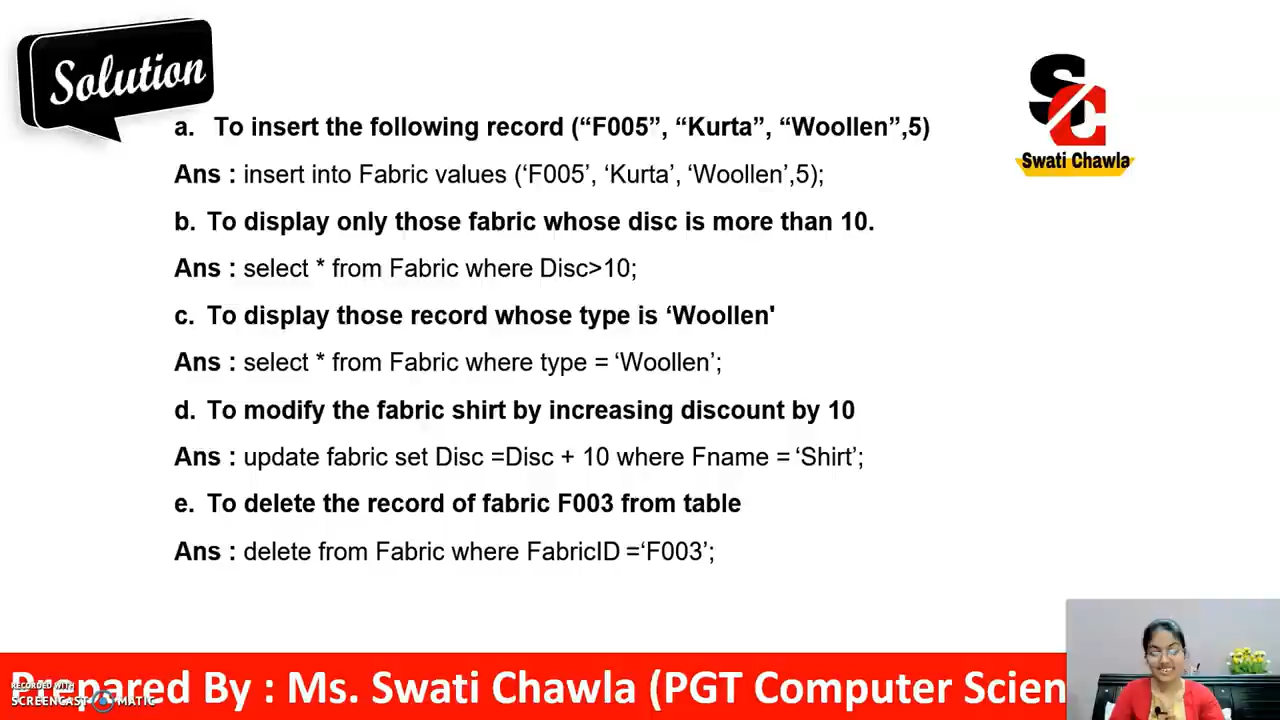 Solution
SC
Swati Chawla
a. To insert the following record (“F005”, “Kurta”, “Woollen”,5)
Ans : insert into Fabric values (‘F005’, ‘Kurta’, ‘Woollen’,5);
b. To display only those fabric whose disc is more than 10.
Ans : select * from Fabric where Disc>10;
c. To display those record whose type is ‘Woollen'
Ans : select * from Fabric where type = ‘Woollen’;
d. To modify the fabric shirt by increasing discount by 10
Ans : update fabric set Disc =Disc + 10 where Fname = ‘Shirt’;
e. To delete the record of fabric F003 from table
Ans : delete from Fabric where FabricID =‘F003’;
Prepared By : Ms. Swati Chawla (PGT Computer Scien
RECORDED WITH
SCREENCAST MATIC